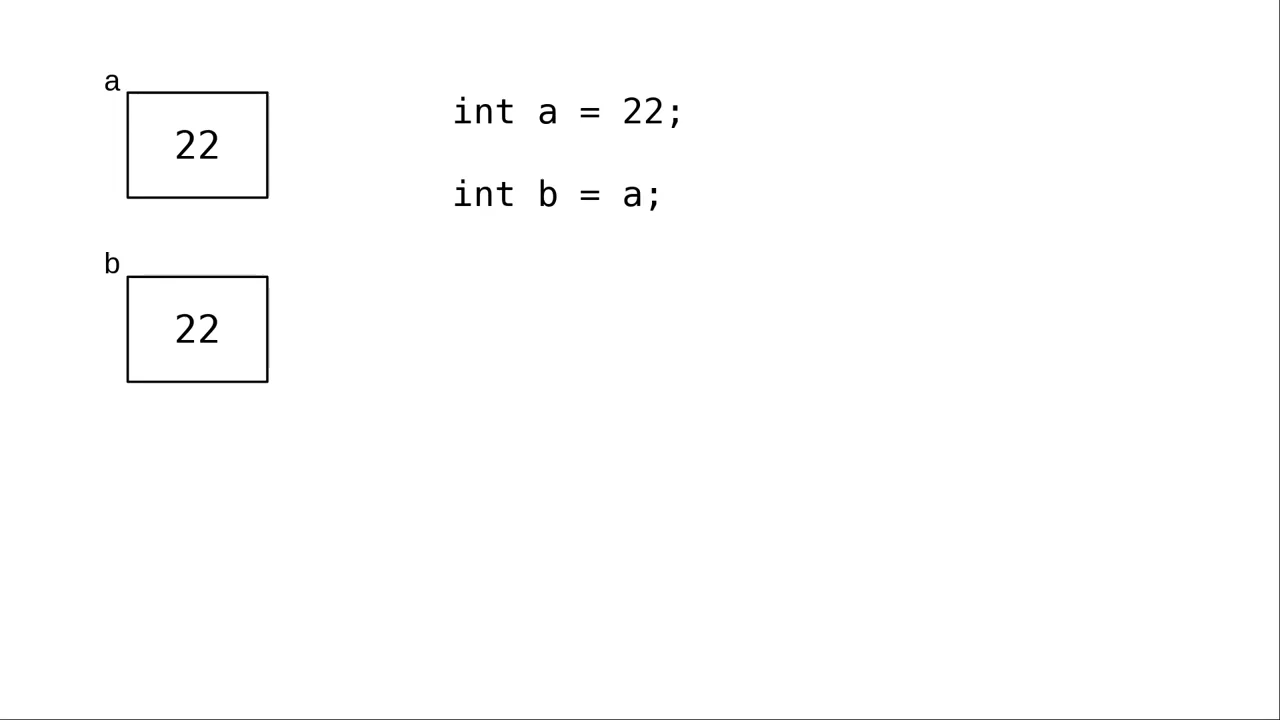 a
22
int a = 22;
int b = a;
b
22